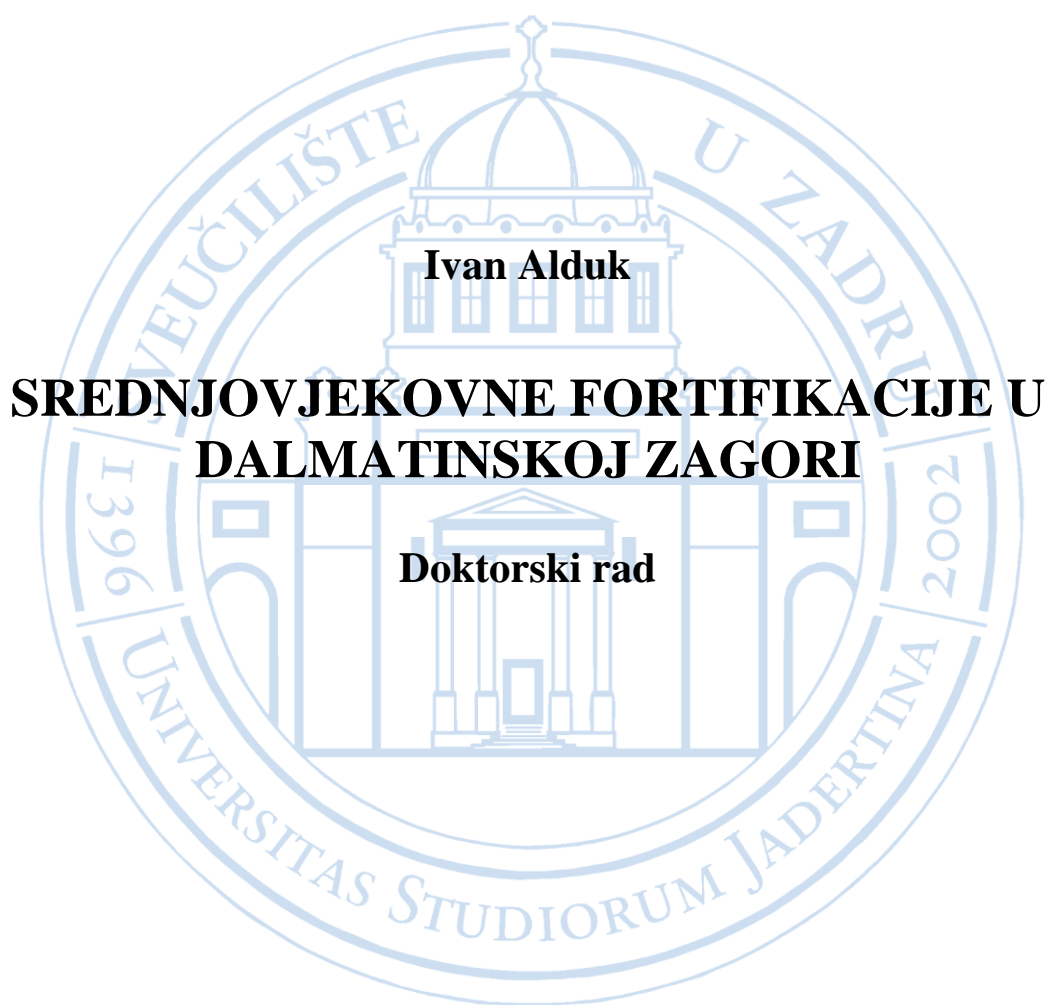 SVEUČILIŠTE U ZADRU
Ivan Alduk
SREDNJOVJEKOVNE FORTIFIKACIJE U
DALMATINSKOJ ZAGORI
1396
2002
Doktorski rad
UNIVERSITAS STUDIORUM JADERTINA